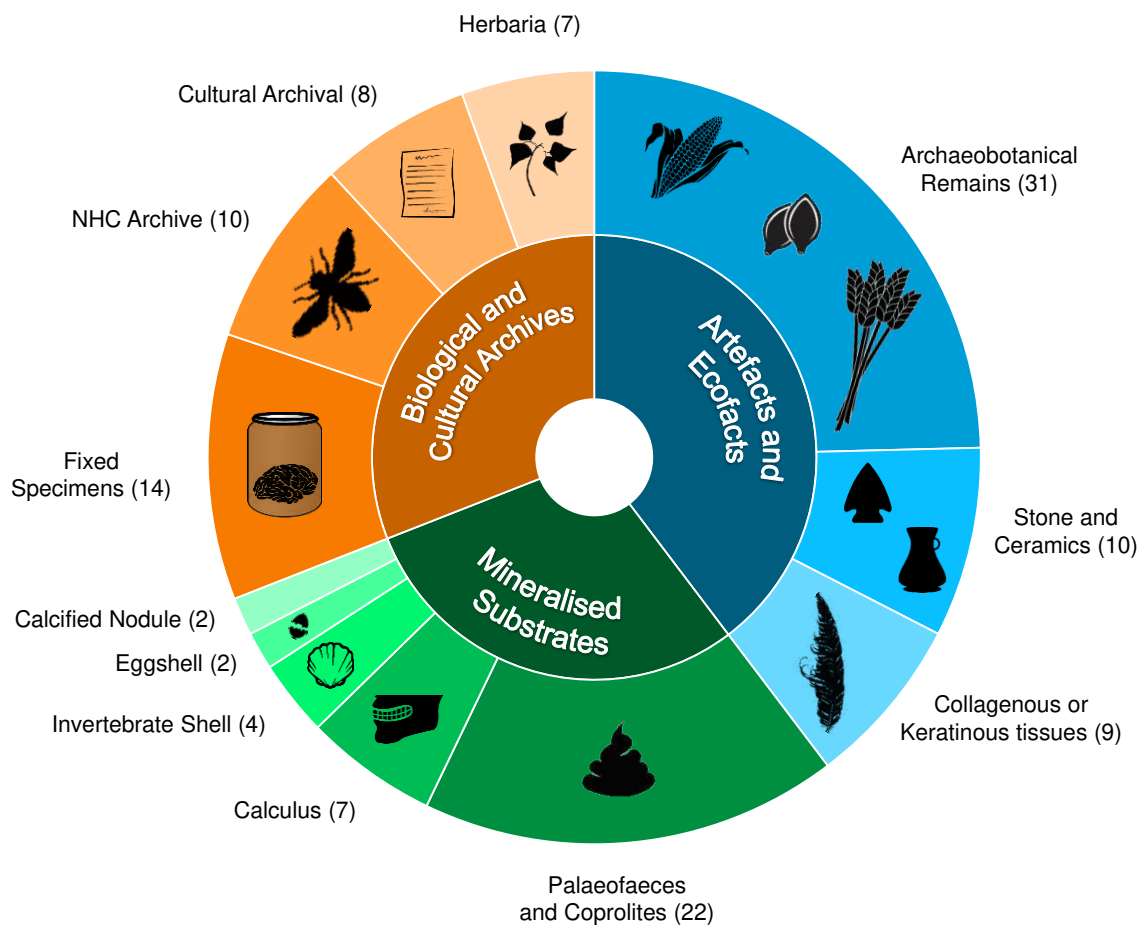 Herbaria (7)
Cultural Archival (8)
NHC Archive (10)
Archaeobotanical
Remains (31)
Biological and
Cultural Archives
Artefacts and
Ecofacts
Fixed
Specimens (14)
Stone and
Ceramics (10)
Mineralised
Substrates
Calcified Nodule (2)
Eggshell (2)
Invertebrate Shell (4)
Collagenous or
Keratinous tissues (9)
Calculus (7)
Palaeofaeces
and Coprolites (22)